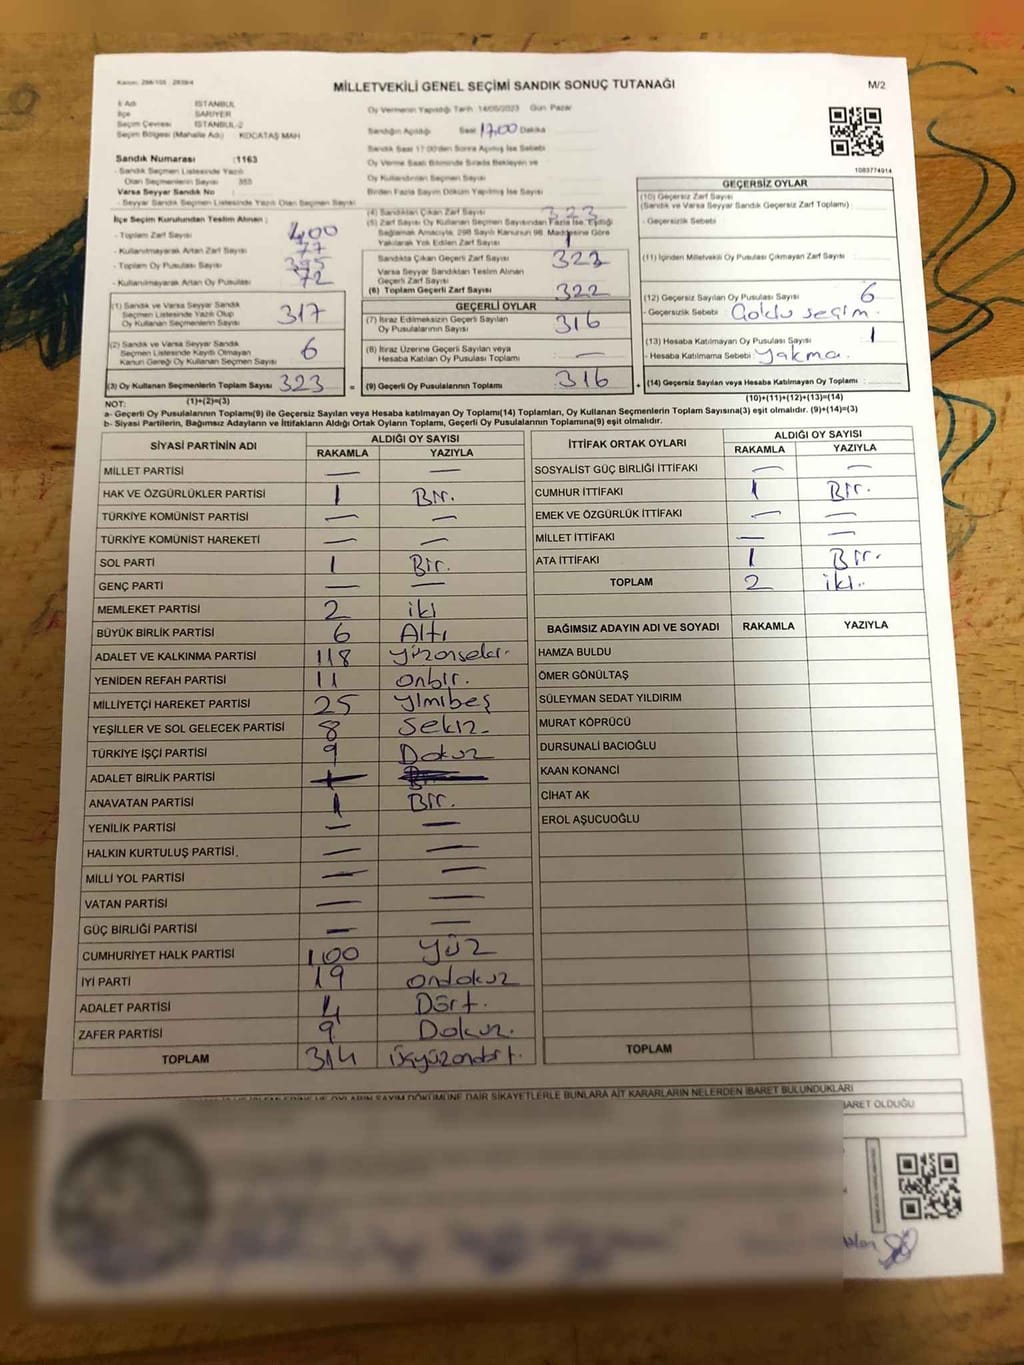 Kanun: 298/105 2839/4
MİLLETVEKİLİ GENEL SEÇİMİ SANDIK SONUÇ TUTANAĞI
M/2
İl Adı İSTANBUL
İlçe SARIYER
Seçim Çevresi İSTANBUL-2
Seçim Bölgesi (Mahalle Adı) KOCATAŞ MAH
Sandık Numarası :1163
- Sandık Seçmen Listesinde Yazılı
Olan Seçmenlerin Sayısı 355
Varsa Seyyar Sandık No :
- Seyyar Sandık Seçmen Listesinde Yazılı Olan Seçmen Sayısı
Oy Vermenin Yapıldığı Tarih 14/05/2023 Gün Pazar
Sandığın Açıldığı Saat 17.00 Dakika
Sandık Saat 17.00'den Sonra Açılmış İse Sebebi
Oy Verme Saati Bitiminde Sırada Bekleyen ve
Oy Kullandırılan Seçmen Sayısı
Birden Fazla Sayım Döküm Yapılmış İse Sayısı
1083774914
İlçe Seçim Kurulundan Teslim Alınan :
- Toplam Zarf Sayısı 400
- Kullanılmayarak Artan Zarf Sayısı 77
- Toplam Oy Pusulası Sayısı 395
- Kullanılmayarak Artan Oy Pusulası 72
(1) Sandık ve Varsa Seyyar Sandık
Seçmen Listesinde Yazılı Olup
Oy Kullanan Seçmenlerin Sayısı 317
(2) Sandık ve Varsa Seyyar Sandık
Seçmen Listesinde Kayıtlı Olmayan
Kanun Gereği Oy Kullanan Seçmen Sayısı 6
(3) Oy Kullanan Seçmenlerin Toplam Sayısı 323 =
(4) Sandıktan Çıkan Zarf Sayısı 323
(5) Zarf Sayısı Oy Kullanan Seçmen Sayısından Fazla İse, Eşitliği
Sağlamak Amacıyla, 298 Sayılı Kanunun 98. Maddesine Göre
Yakılarak Yok Edilen Zarf Sayısı 1
Sandıkta Çıkan Geçerli Zarf Sayısı 322
Varsa Seyyar Sandıktan Teslim Alınan
Geçerli Zarf Sayısı
(6) Toplam Geçerli Zarf Sayısı 322
GEÇERLİ OYLAR
(7) İtiraz Edilmeksizin Geçerli Sayılan
Oy Pusulalarının Sayısı 316
(8) İtiraz Üzerine Geçerli Sayılan veya
Hesaba Katılan Oy Pusulası Toplamı —
(9) Geçerli Oy Pusulalarının Toplamı 316 +
GEÇERSİZ OYLAR
(10) Geçersiz Zarf Sayısı
(Sandık ve Varsa Seyyar Sandık Geçersiz Zarf Toplamı)
- Geçersizlik Sebebi
(11) İçinden Milletvekili Oy Pusulası Çıkmayan Zarf Sayısı
(12) Geçersiz Sayılan Oy Pusulası Sayısı 6
- Geçersizlik Sebebi : Çoklu seçim.
(13) Hesaba Katılmayan Oy Pusulası Sayısı 1
- Hesaba Katılmama Sebebi : Yakma.
(14) Geçersiz Sayılan veya Hesaba Katılmayan Oy Pusulası Toplamı :
NOT: (1)+(2)=(3)
(10)+(11)+(12)+(13)=(14)
a- Geçerli Oy Pusulalarının Toplamı(9) ile Geçersiz Sayılan veya Hesaba katılmayan Oy Toplamı(14) Toplamları, Oy Kullanan Seçmenlerin Toplam Sayısına(3) eşit olmalıdır. (9)+(14)=(3)
b- Siyasi Partilerin, Bağımsız Adayların ve İttifakların Aldığı Ortak Oyların Toplamı, Geçerli Oy Pusulalarının Toplamına(9) eşit olmalıdır.
SİYASİ PARTİNİN ADI ALDIĞI OY SAYISI
RAKAMLA YAZIYLA
MİLLET PARTİSİ — —
HAK VE ÖZGÜRLÜKLER PARTİSİ 1 Bir.
TÜRKİYE KOMÜNİST PARTİSİ — —
TÜRKİYE KOMÜNİST HAREKETİ — —
SOL PARTİ 1 Bir.
GENÇ PARTİ — —
MEMLEKET PARTİSİ 2 iki
BÜYÜK BİRLİK PARTİSİ 6 Altı
ADALET VE KALKINMA PARTİSİ 118 yüzonsekiz.
YENİDEN REFAH PARTİSİ 11 onbir.
MİLLİYETÇİ HAREKET PARTİSİ 25 yimibeş
YEŞİLLER VE SOL GELECEK PARTİSİ 8 Sekiz.
TÜRKİYE İŞÇİ PARTİSİ 9 Dokuz
ADALET BİRLİK PARTİSİ
ANAVATAN PARTİSİ 1 Bir.
YENİLİK PARTİSİ — —
HALKIN KURTULUŞ PARTİSİ. — —
MİLLİ YOL PARTİSİ — —
VATAN PARTİSİ — —
GÜÇ BİRLİĞİ PARTİSİ — —
CUMHURİYET HALK PARTİSİ 100 yüz
İYİ PARTİ 19 ondokuz
ADALET PARTİSİ 4 Dört.
ZAFER PARTİSİ 9 Dokuz.
TOPLAM 314 üçyüzondört.
İTTİFAK ORTAK OYLARI ALDIĞI OY SAYISI
RAKAMLA YAZIYLA
SOSYALİST GÜÇ BİRLİĞİ İTTİFAKI — —
CUMHUR İTTİFAKI 1 Bir.
EMEK VE ÖZGÜRLÜK İTTİFAKI — —
MİLLET İTTİFAKI — —
ATA İTTİFAKI 1 Bir.
TOPLAM 2 iki.
BAĞIMSIZ ADAYIN ADI VE SOYADI RAKAMLA YAZIYLA
HAMZA BULDU
ÖMER GÖNÜLTAŞ
SÜLEYMAN SEDAT YILDIRIM
MURAT KÖPRÜCÜ
DURSUNALİ BACIOĞLU
KAAN KONANCİ
CİHAT AK
EROL AŞUCUOĞLU
TOPLAM
OYLARIN SAYIM DÖKÜMÜNE DAİR ŞİKAYETLERLE BUNLARA AİT KARARLARIN NELERDEN İBARET BULUNDUKLARI
İBARET OLDUĞU